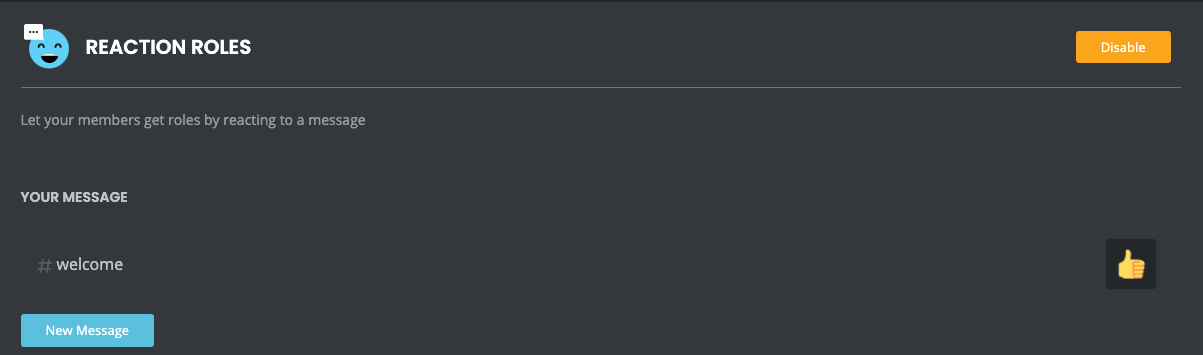 REACTION ROLES
Disable
Let your members get roles by reacting to a message
YOUR MESSAGE
# welcome
New Message